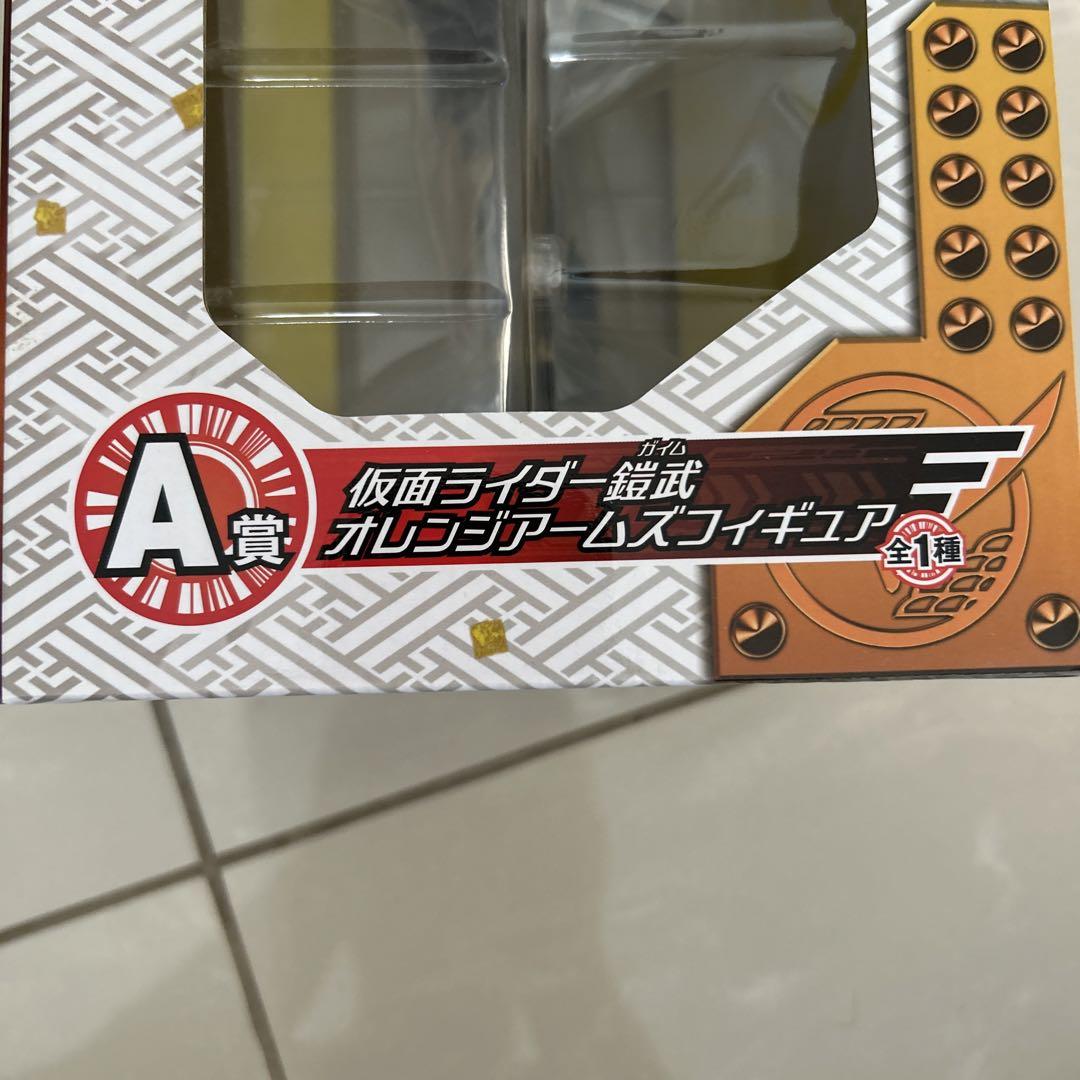 A賞
ガイム
仮面ライダー鎧武
オレンジアームズフィギュア
全1種